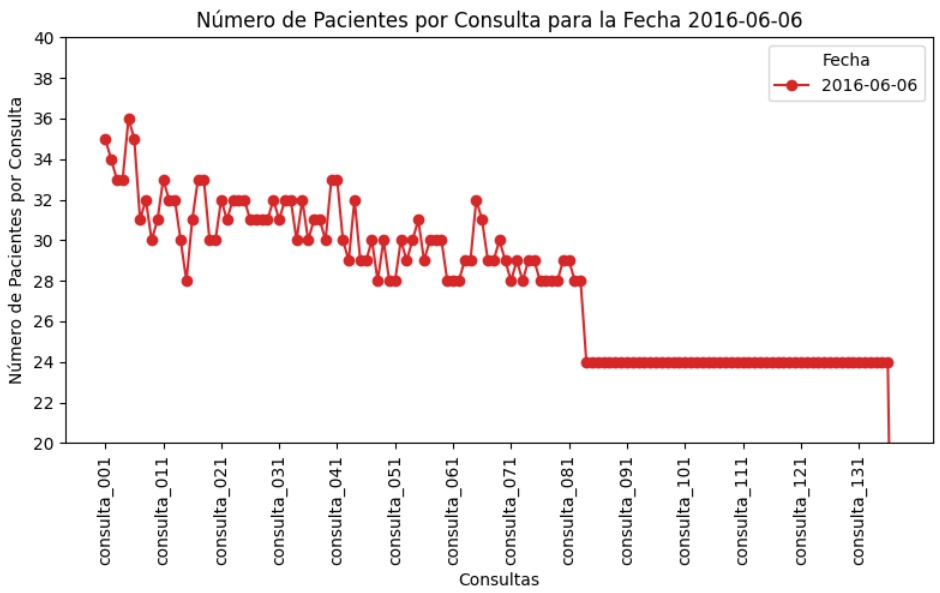 Número de Pacientes por Consulta para la Fecha 2016-06-06
Fecha
2016-06-06
Número de Pacientes por Consulta
40
38
36
34
32
30
28
26
24
22
20
consulta_001
consulta_011
consulta_021
consulta_031
consulta_041
consulta_051
consulta_061
consulta_071
consulta_081
consulta_091
consulta_101
consulta_111
consulta_121
consulta_131
Consultas